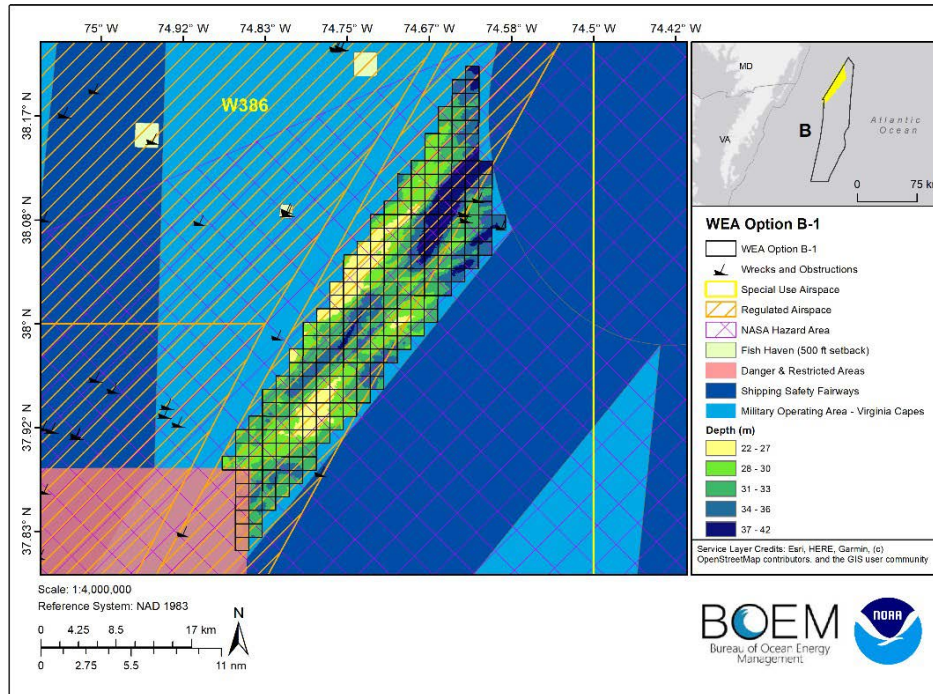 75° W 74.92° W 74.83° W 74.75° W 74.67° W 74.58° W 74.5° W 74.42° W
38.17° N
38.08° N
38° N
37.92° N
37.83° N
W386
MD
VA
B
Atlantic
Ocean
0 75 km
WEA Option B-1
WEA Option B-1
Wrecks and Obstructions
Special Use Airspace
Regulated Airspace
NASA Hazard Area
Fish Haven (500 ft setback)
Danger & Restricted Areas
Shipping Safety Fairways
Military Operating Area - Virginia Capes
Depth (m)
22 - 27
28 - 30
31 - 33
34 - 36
37 - 42
Service Layer Credits: Esri, HERE, Garmin, (c)
OpenStreetMap contributors, and the GIS user community
Scale: 1:4,000,000
Reference System: NAD 1983
0 4.25 8.5 17 km
0 2.75 5.5 11 nm
N
BOEM
Bureau of Ocean Energy
Management
NOAA